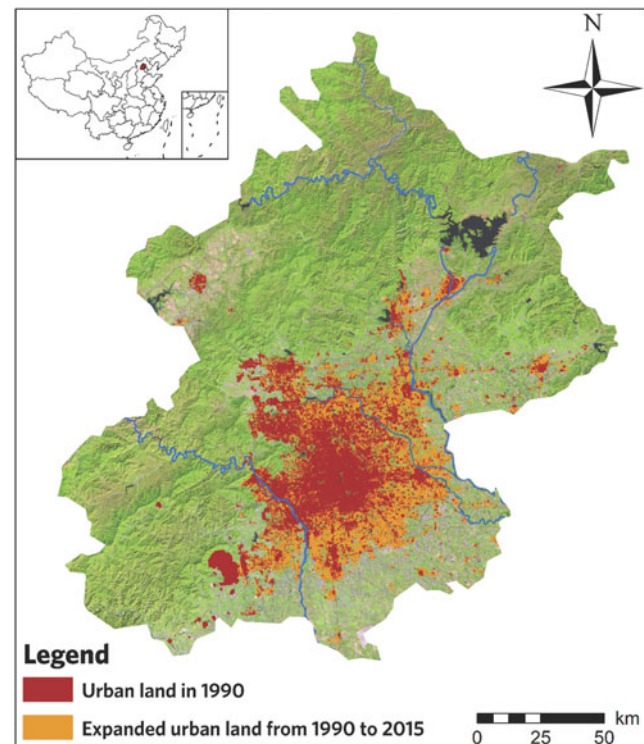 N
Legend
Urban land in 1990
Expanded urban land from 1990 to 2015
km
0 25 50